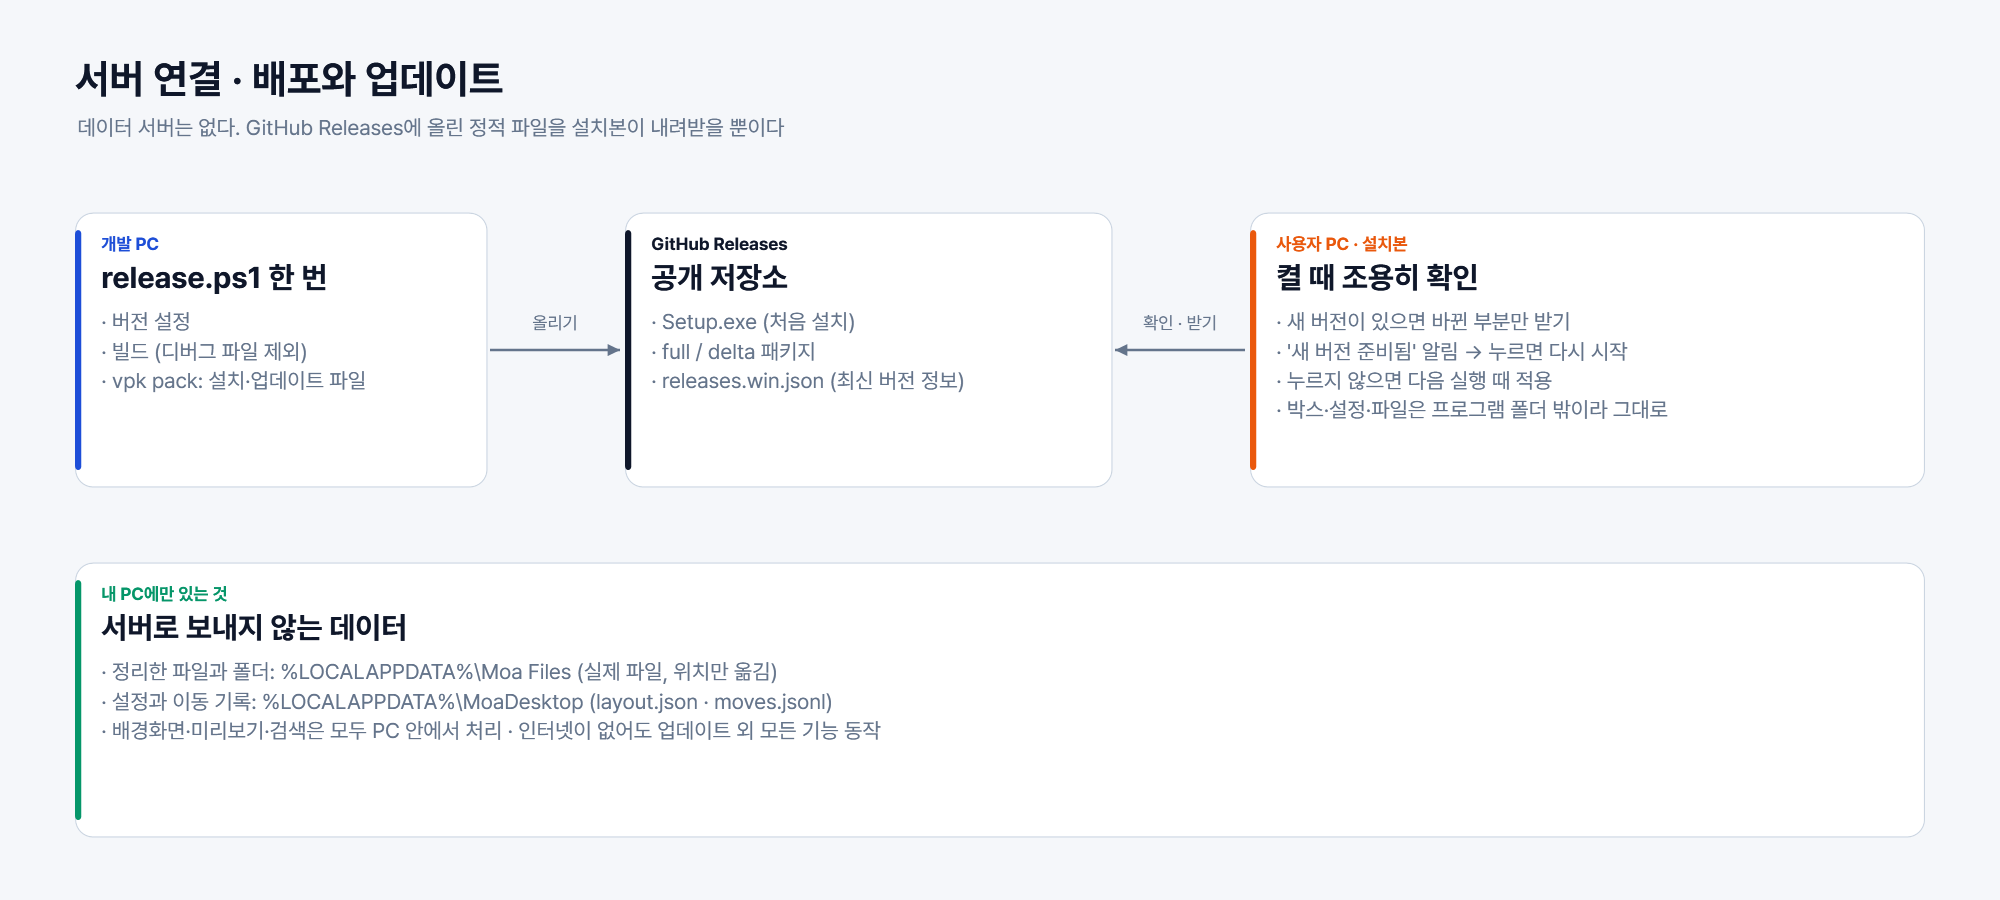 서버 연결 · 배포와 업데이트
데이터 서버는 없다. GitHub Releases에 올린 정적 파일을 설치본이 내려받을 뿐이다
개발 PC
release.ps1 한 번
· 버전 설정
· 빌드 (디버그 파일 제외)
· vpk pack: 설치·업데이트 파일
올리기
GitHub Releases
공개 저장소
· Setup.exe (처음 설치)
· full / delta 패키지
· releases.win.json (최신 버전 정보)
확인 · 받기
사용자 PC · 설치본
켤 때 조용히 확인
· 새 버전이 있으면 바뀐 부분만 받기
· '새 버전 준비됨' 알림 → 누르면 다시 시작
· 누르지 않으면 다음 실행 때 적용
· 박스·설정·파일은 프로그램 폴더 밖이라 그대로
내 PC에만 있는 것
서버로 보내지 않는 데이터
· 정리한 파일과 폴더: %LOCALAPPDATA%\Moa Files (실제 파일, 위치만 옮김)
· 설정과 이동 기록: %LOCALAPPDATA%\MoaDesktop (layout.json · moves.jsonl)
· 배경화면·미리보기·검색은 모두 PC 안에서 처리 · 인터넷이 없어도 업데이트 외 모든 기능 동작